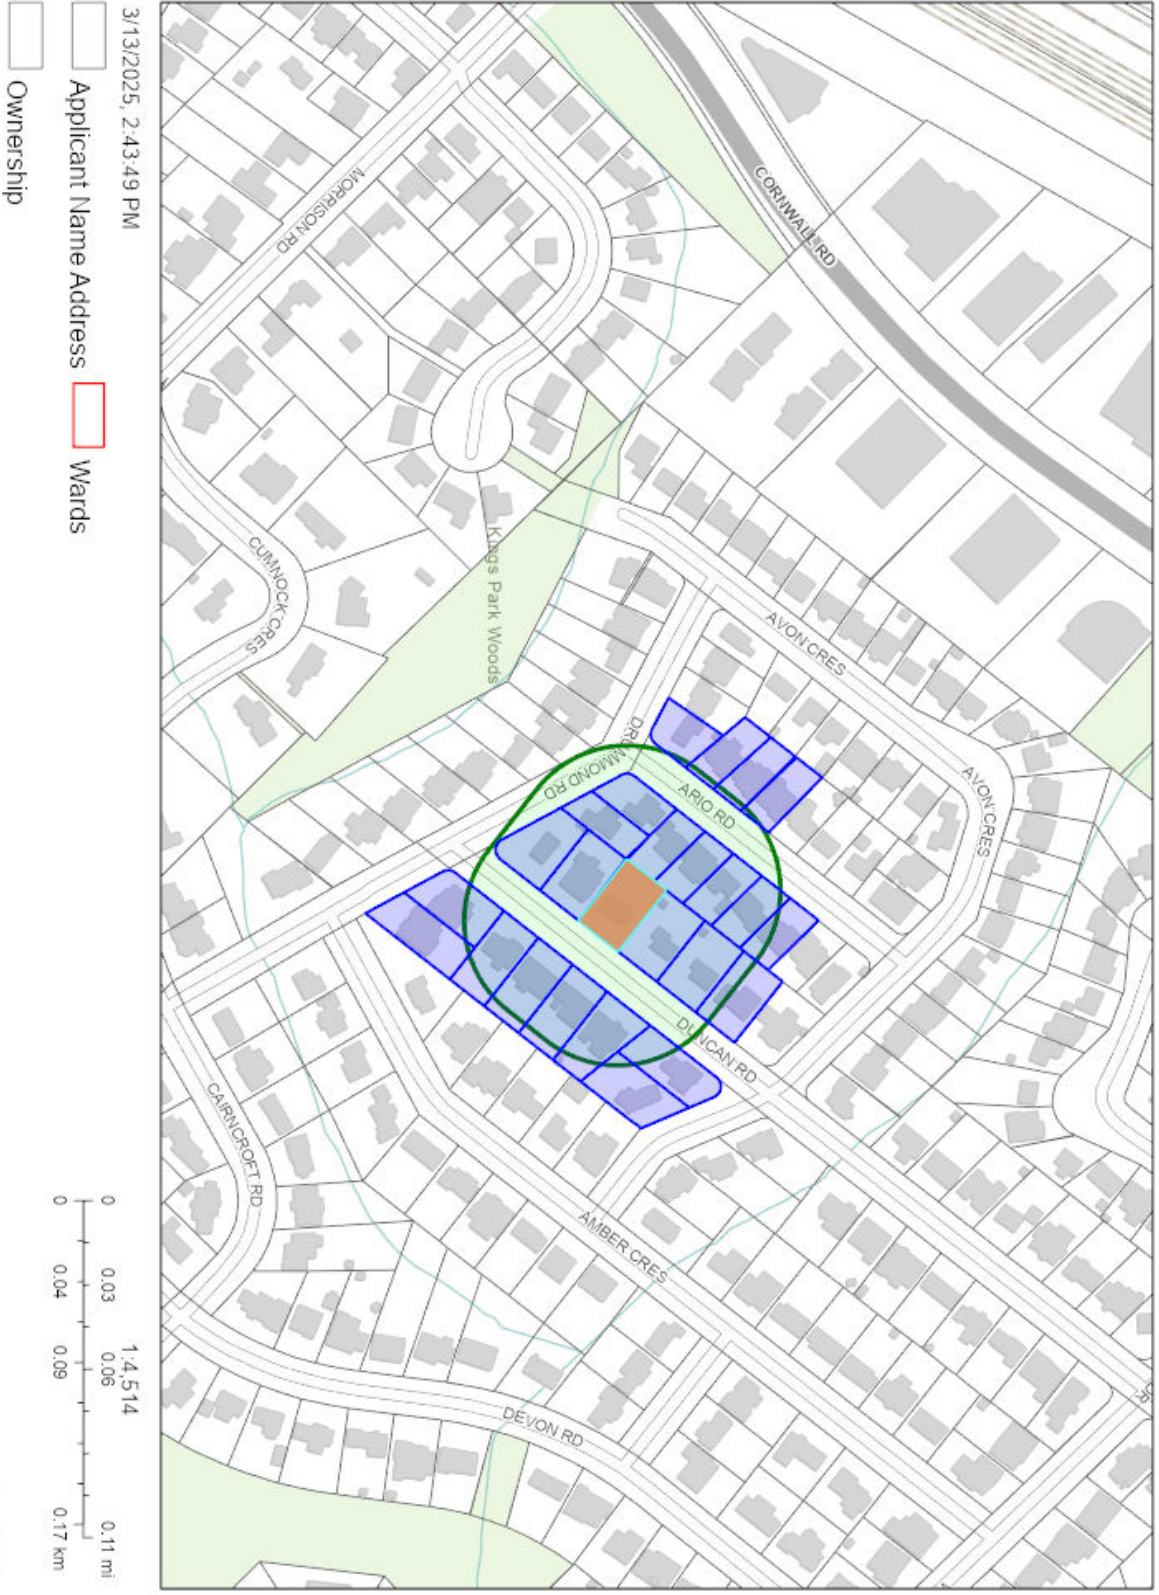 CORNWALL RD
MORRISON RD
AVON CRES
Kings Park Woods
CUMNOCK CRES
DRUMMOND RD
AVON CRES
ARIO RD
DUNCAN RD
CAIRNCROFT RD
AMBER CRES
DEVON RD
3/13/2025, 2:43:49 PM
Applicant Name Address
Wards
Ownership
1:4,514
0 0.03 0.06 0.11 mi
0 0.04 0.09 0.17 km